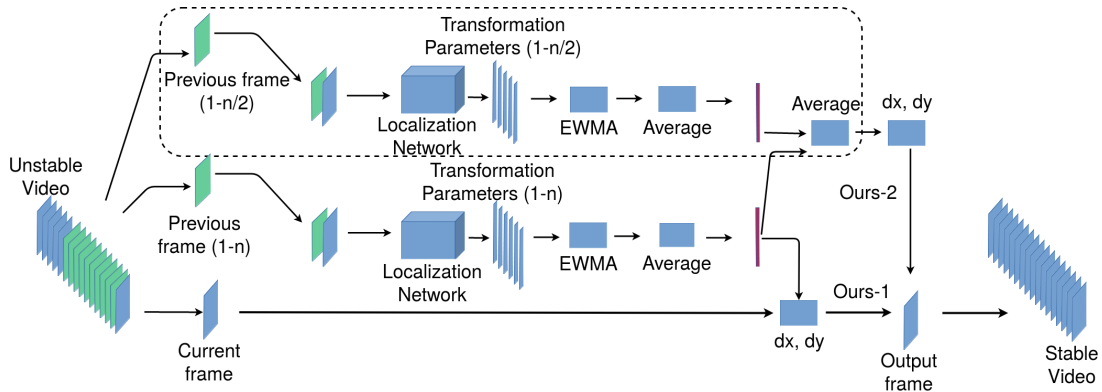 Transformation
Parameters (1-n/2)
Previous frame
(1-n/2)
Localization
Network
EWMA
Average
Average
dx, dy
Unstable
Video
Transformation
Parameters (1-n)
Previous
frame (1-n)
Localization
Network
EWMA
Average
Ours-2
Ours-1
Current
frame
dx, dy
Output
frame
Stable
Video